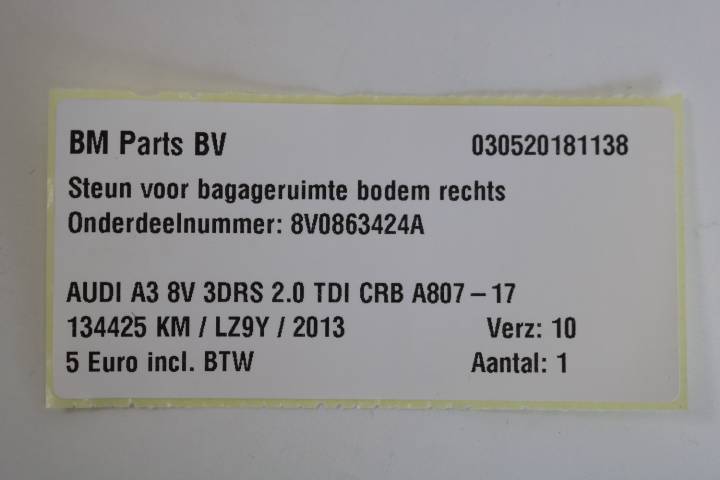 BM Parts BV 030520181138
Steun voor bagageruimte bodem rechts
Onderdeelnummer: 8V0863424A
AUDI A3 8V 3DRS 2.0 TDI CRB A807 – 17
134425 KM / LZ9Y / 2013 Verz: 10
5 Euro incl. BTW Aantal: 1